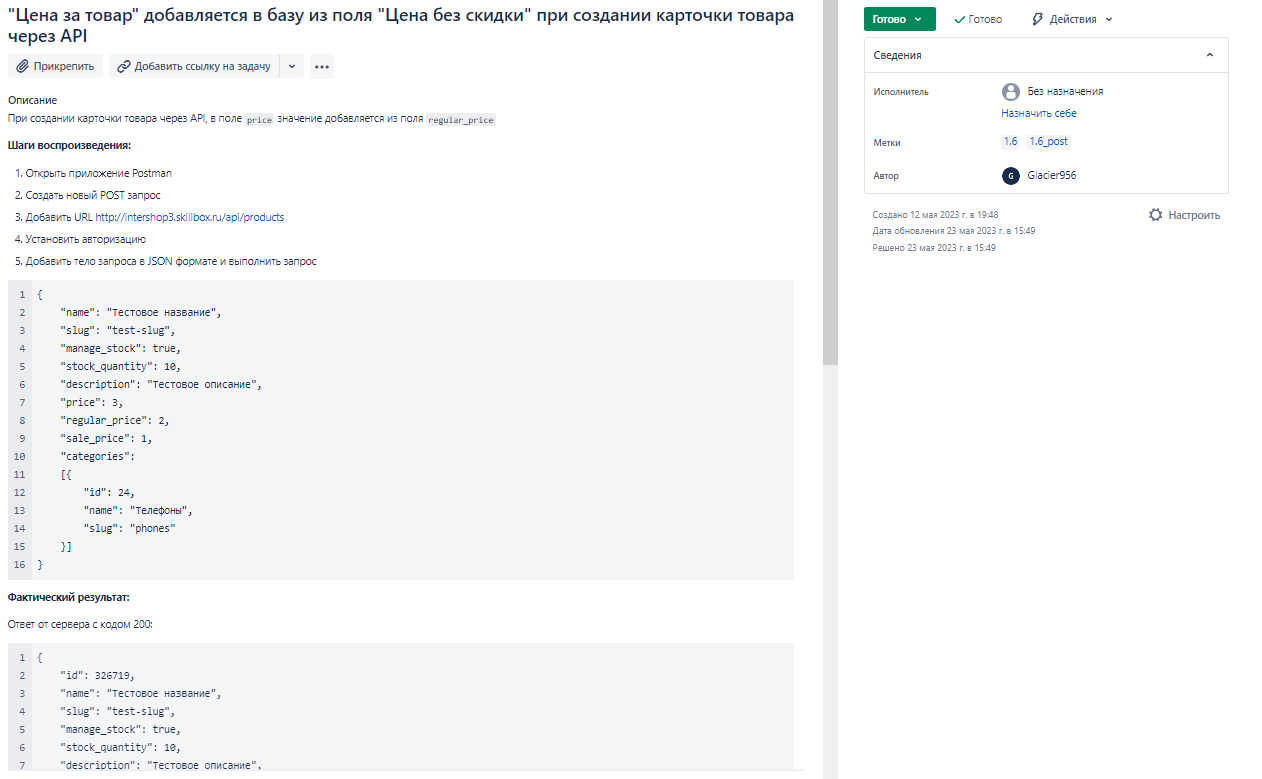 "Цена за товар" добавляется в базу из поля "Цена без скидки" при создании карточки товара
через API
Прикрепить
Добавить ссылку на задачу
Описание
При создании карточки товара через API, в поле price значение добавляется из поля regular_price
Шаги воспроизведения:
1. Открыть приложение Postman
2. Создать новый POST запрос
3. Добавить URL http://intershop3.skillbox.ru/api/products
4. Установить авторизацию
5. Добавить тело запроса в JSON формате и выполнить запрос
1 {
2 "name": "Тестовое название",
3 "slug": "test-slug",
4 "manage_stock": true,
5 "stock_quantity": 10,
6 "description": "Тестовое описание",
7 "price": 3,
8 "regular_price": 2,
9 "sale_price": 1,
10 "categories":
11 [{
12 "id": 24,
13 "name": "Телефоны",
14 "slug": "phones"
15 }]
16 }
Фактический результат:
Ответ от сервера с кодом 200:
1 {
2 "id": 326719,
3 "name": "Тестовое название",
4 "slug": "test-slug",
5 "manage_stock": true,
6 "stock_quantity": 10,
7 "description": "Тестовое описание",
Готово
Готово
Действия
Сведения
Исполнитель
Без назначения
Назначить себе
Метки
1.6 1.6_post
Автор
G Glacier956
Создано 12 мая 2023 г. в 19:48
Настроить
Дата обновления 23 мая 2023 г. в 15:49
Решено 23 мая 2023 г. в 15:49